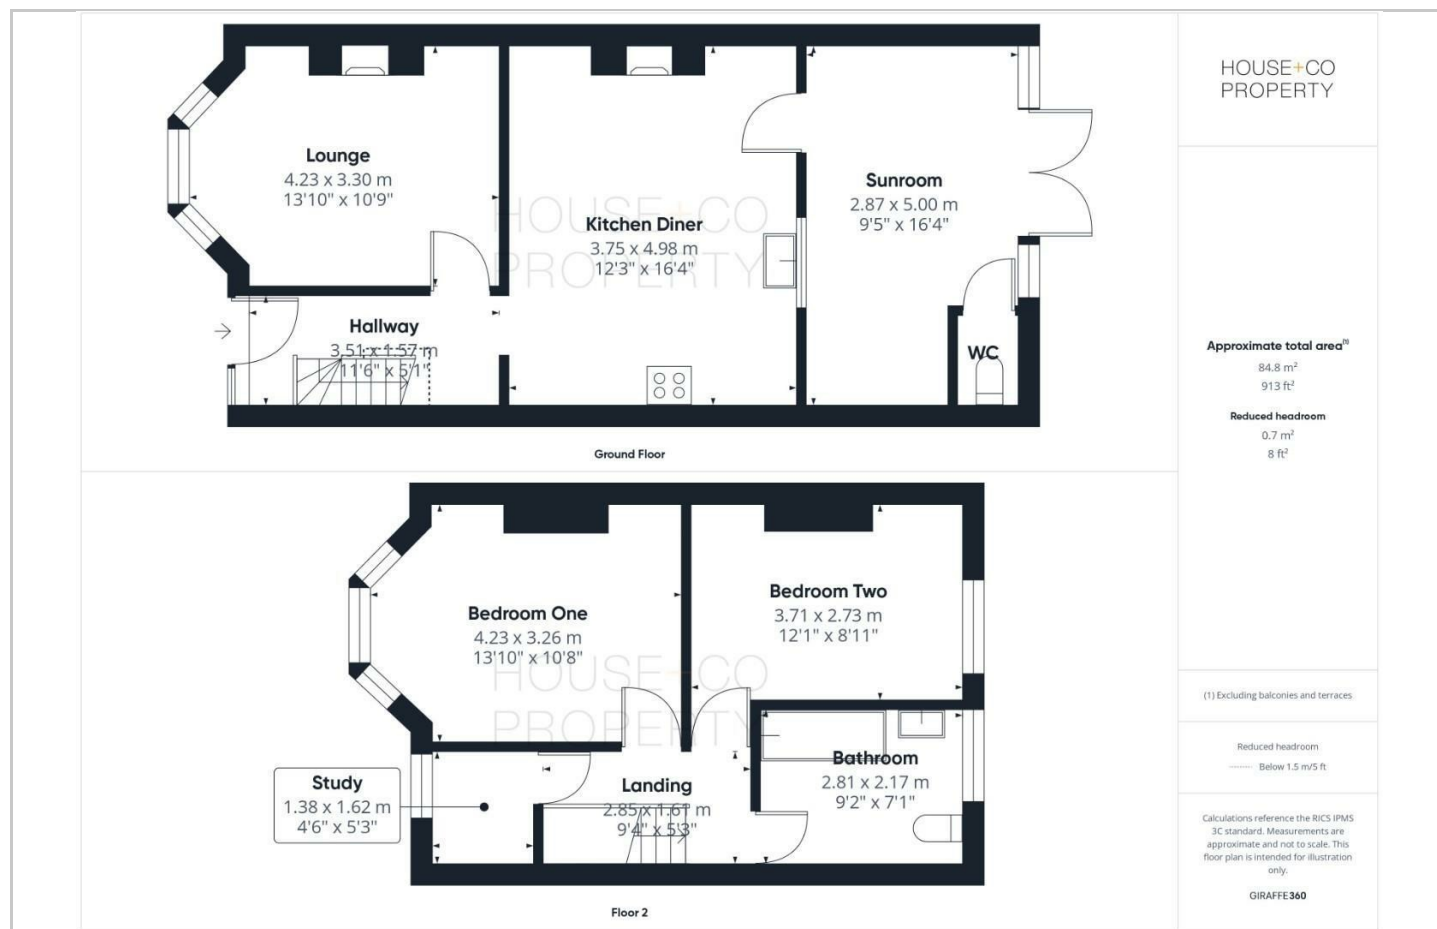 Lounge
4.23 x 3.30 m
13'10" x 10'9"
Kitchen Diner
3.75 x 4.98 m
12'3" x 16'4"
Sunroom
2.87 x 5.00 m
9'5" x 16'4"
Hallway
3.51 x 1.57 m
11'6" x 5'1"
WC
HOUSE+CO
PROPERTY
Ground Floor
Bedroom One
4.23 x 3.26 m
13'10" x 10'8"
Bedroom Two
3.71 x 2.73 m
12'1" x 8'11"
Study
1.38 x 1.62 m
4'6" x 5'3"
Landing
2.85 x 1.61 m
9'4" x 5'3"
Bathroom
2.81 x 2.17 m
9'2" x 7'1"
HOUSE+CO
PROPERTY
Floor 2
HOUSE+CO
PROPERTY
Approximate total area(1)
84.8 m²
913 ft²
Reduced headroom
0.7 m²
8 ft²
(1) Excluding balconies and terraces
Reduced headroom
Below 1.5 m/5 ft
Calculations reference the RICS IPMS
3C standard. Measurements are
approximate and not to scale. This
floor plan is intended for illustration
only.
GIRAFFE360